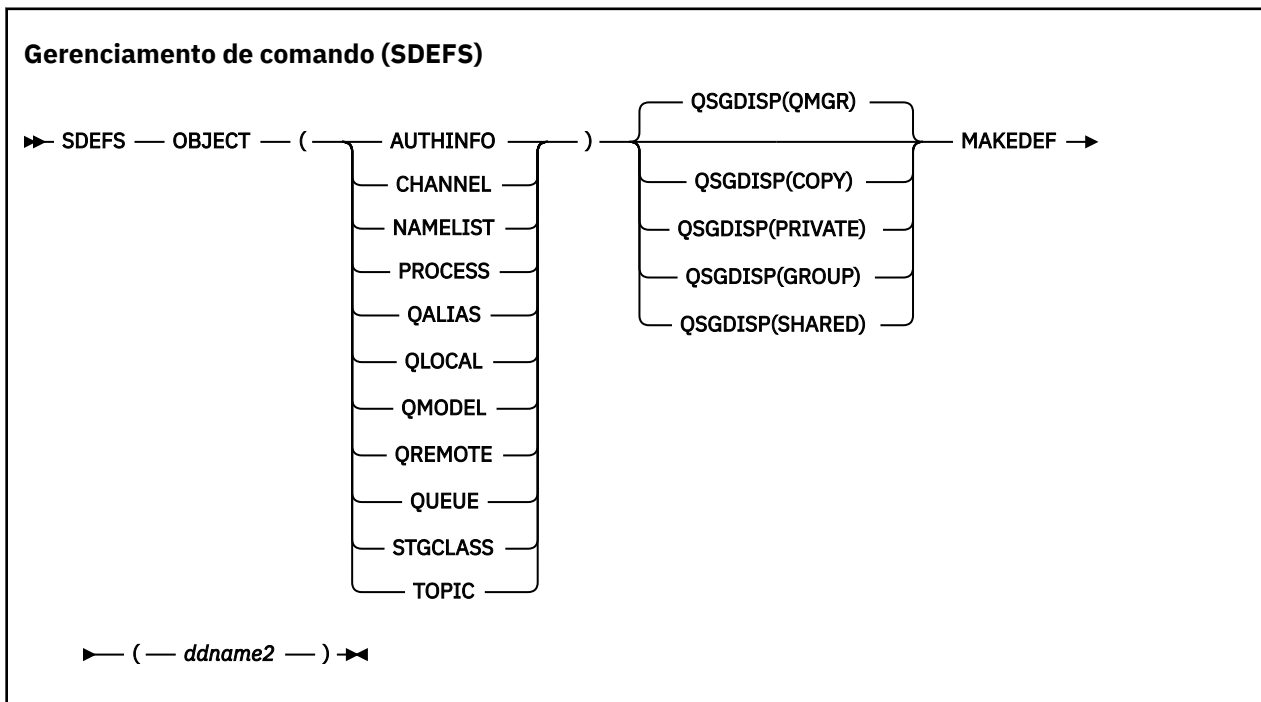 Gerenciamento de comando (SDEFS)
QSGDISP(QMGR)
SDEFS OBJECT ( AUTHINFO ) MAKEDEF
CHANNEL QSGDISP(COPY)
NAMELIST QSGDISP(PRIVATE)
PROCESS QSGDISP(GROUP)
QALIAS QSGDISP(SHARED)
QLOCAL
QMODEL
QREMOTE
QUEUE
STGCLASS
TOPIC
( ddname2 )